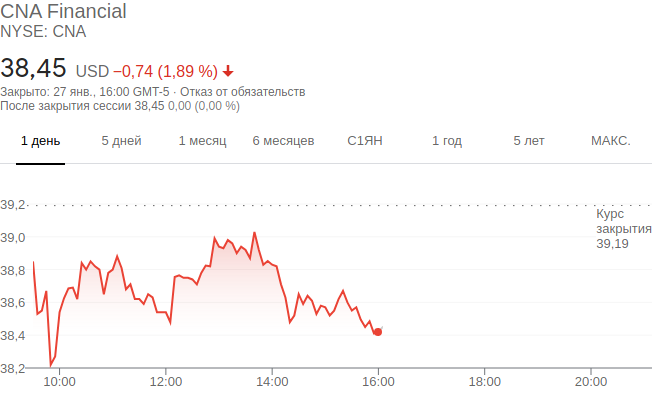 CNA Financial
NYSE: CNA
38,45 USD −0,74 (1,89 %)
Закрыто: 27 янв., 16:00 GMT-5 · Отказ от обязательств
После закрытия сессии 38,45 0,00 (0,00 %)
1 день 5 дней 1 месяц 6 месяцев С1ЯН 1 год 5 лет МАКС.
39,2
Курс
закрытия
39,19
39,0
38,8
38,6
38,4
38,2
10:00 12:00 14:00 16:00 18:00 20:00